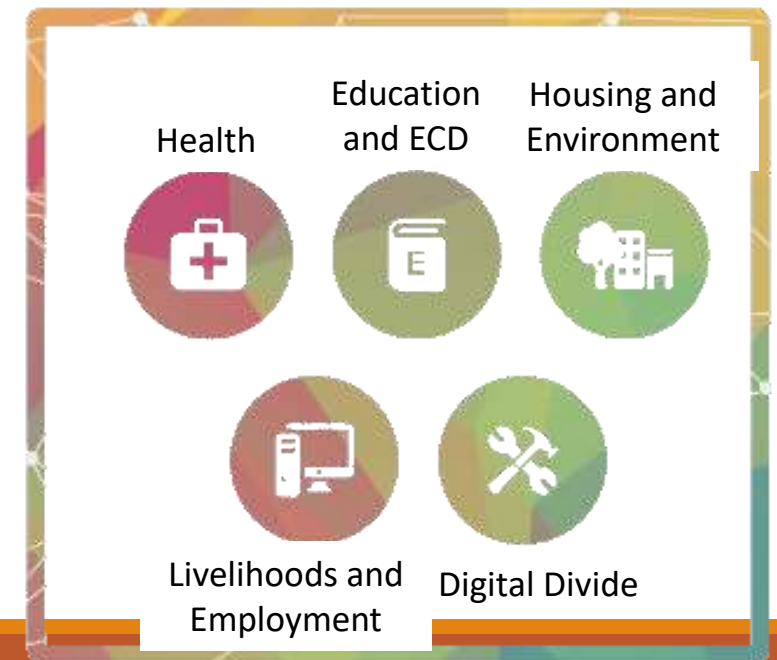 Health
Education
and ECD
Housing and
Environment
E
Livelihoods and
Employment
Digital Divide